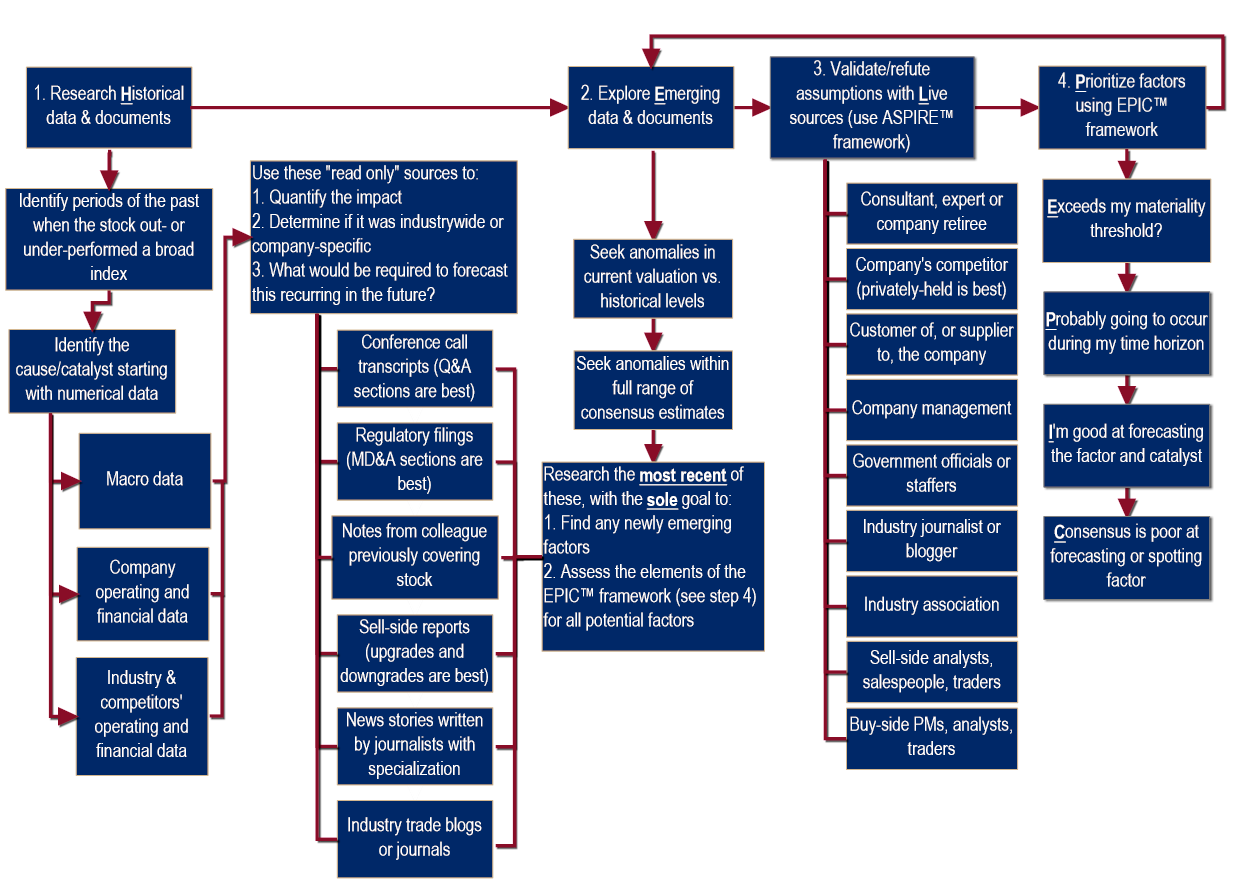 1. Research Historical
data & documents
Identify periods of the past
when the stock out- or
under-performed a broad
index
Identify the
cause/catalyst starting
with numerical data
Macro data
Company
operating and
financial data
Industry &
competitors'
operating and
financial data
Use these "read only" sources to:
1. Quantify the impact
2. Determine if it was industrywide or
company-specific
3. What would be required to forecast
this recurring in the future?
Conference call
transcripts (Q&A
sections are best)
Regulatory filings
(MD&A sections are
best)
Notes from colleague
previously covering
stock
Sell-side reports
(upgrades and
downgrades are best)
News stories written
by journalists with
specialization
Industry trade blogs
or journals
2. Explore Emerging
data & documents
Seek anomalies in
current valuation vs.
historical levels
Seek anomalies within
full range of
consensus estimates
Research the most recent of
these, with the sole goal to:
1. Find any newly emerging
factors
2. Assess the elements of the
EPIC™ framework (see step 4)
for all potential factors
3. Validate/refute
assumptions with Live
sources (use ASPIRE™
framework)
Consultant, expert or
company retiree
Company's competitor
(privately-held is best)
Customer of, or supplier
to, the company
Company management
Government officials or
staffers
Industry journalist or
blogger
Industry association
Sell-side analysts,
salespeople, traders
Buy-side PMs, analysts,
traders
4. Prioritize factors
using EPIC™
framework
Exceeds my materiality
threshold?
Probably going to occur
during my time horizon
I'm good at forecasting
the factor and catalyst
Consensus is poor at
forecasting or spotting
factor